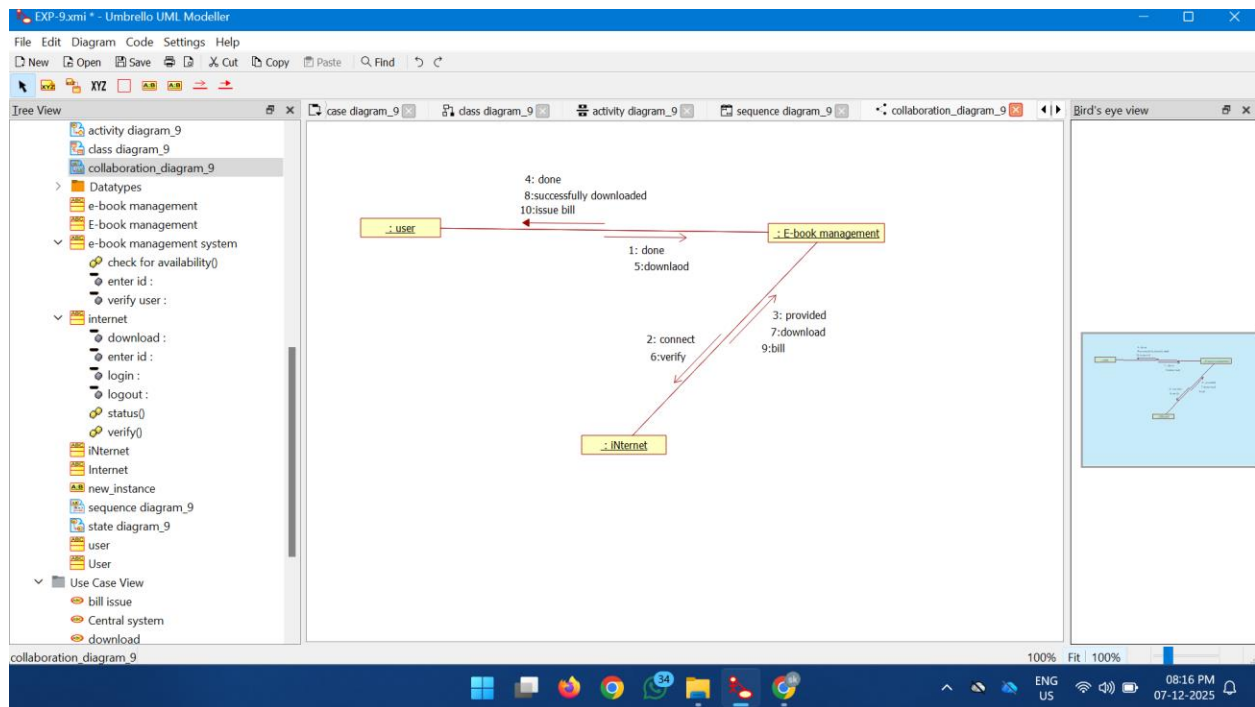 EXP-9.xmi * - Umbrello UML Modeller
File Edit Diagram Code Settings Help
New Open Save Cut Copy Paste Find
XYZ XYZ A:B A:B
Tree View
case diagram_9 class diagram_9 activity diagram_9 sequence diagram_9 collaboration_diagram_9
Bird's eye view
activity diagram_9
class diagram_9
collaboration_diagram_9
Datatypes
e-book management
E-book management
e-book management system
check for availability()
enter id :
verify user :
internet
download :
enter id :
login :
logout :
status()
verify()
iNternet
Internet
new_instance
sequence diagram_9
state diagram_9
user
User
Use Case View
bill issue
Central system
download
4: done
8:successfully downloaded
10:issue bill
: user
: E-book management
1: done
5:downlaod
3: provided
7:download
9:bill
2: connect
6:verify
: iNternet
collaboration_diagram_9
100% Fit 100%
34
ENG
US
08:16 PM
07-12-2025